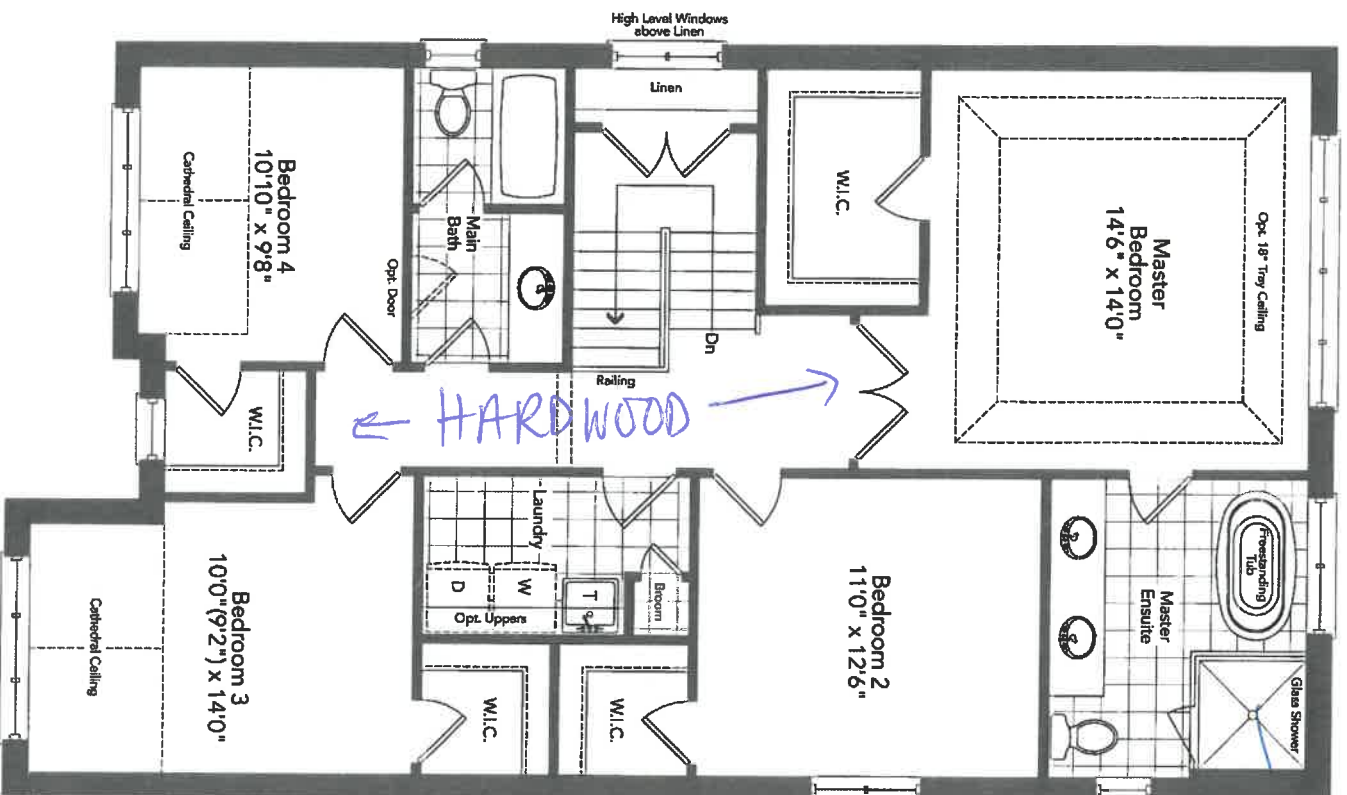 High Level Windows
above Linen
Linen
W.I.C.
Opt. 18" Tray Ceiling
Master
Bedroom
14'6" x 14'0"
Bedroom 4
10'10" x 9'8"
Cathedral Ceiling
Main
Bath
Opt. Door
Dn
Railing
← HARDWOOD →
W.I.C.
Laundry
W
D
T
Opt. Uppers
Broom
Bedroom 2
11'0" x 12'6"
Master
Ensuite
Freestanding
Tub
Glass Shower
Bedroom 3
10'0"(9'2") x 14'0"
Cathedral Ceiling
W.I.C.
W.I.C.